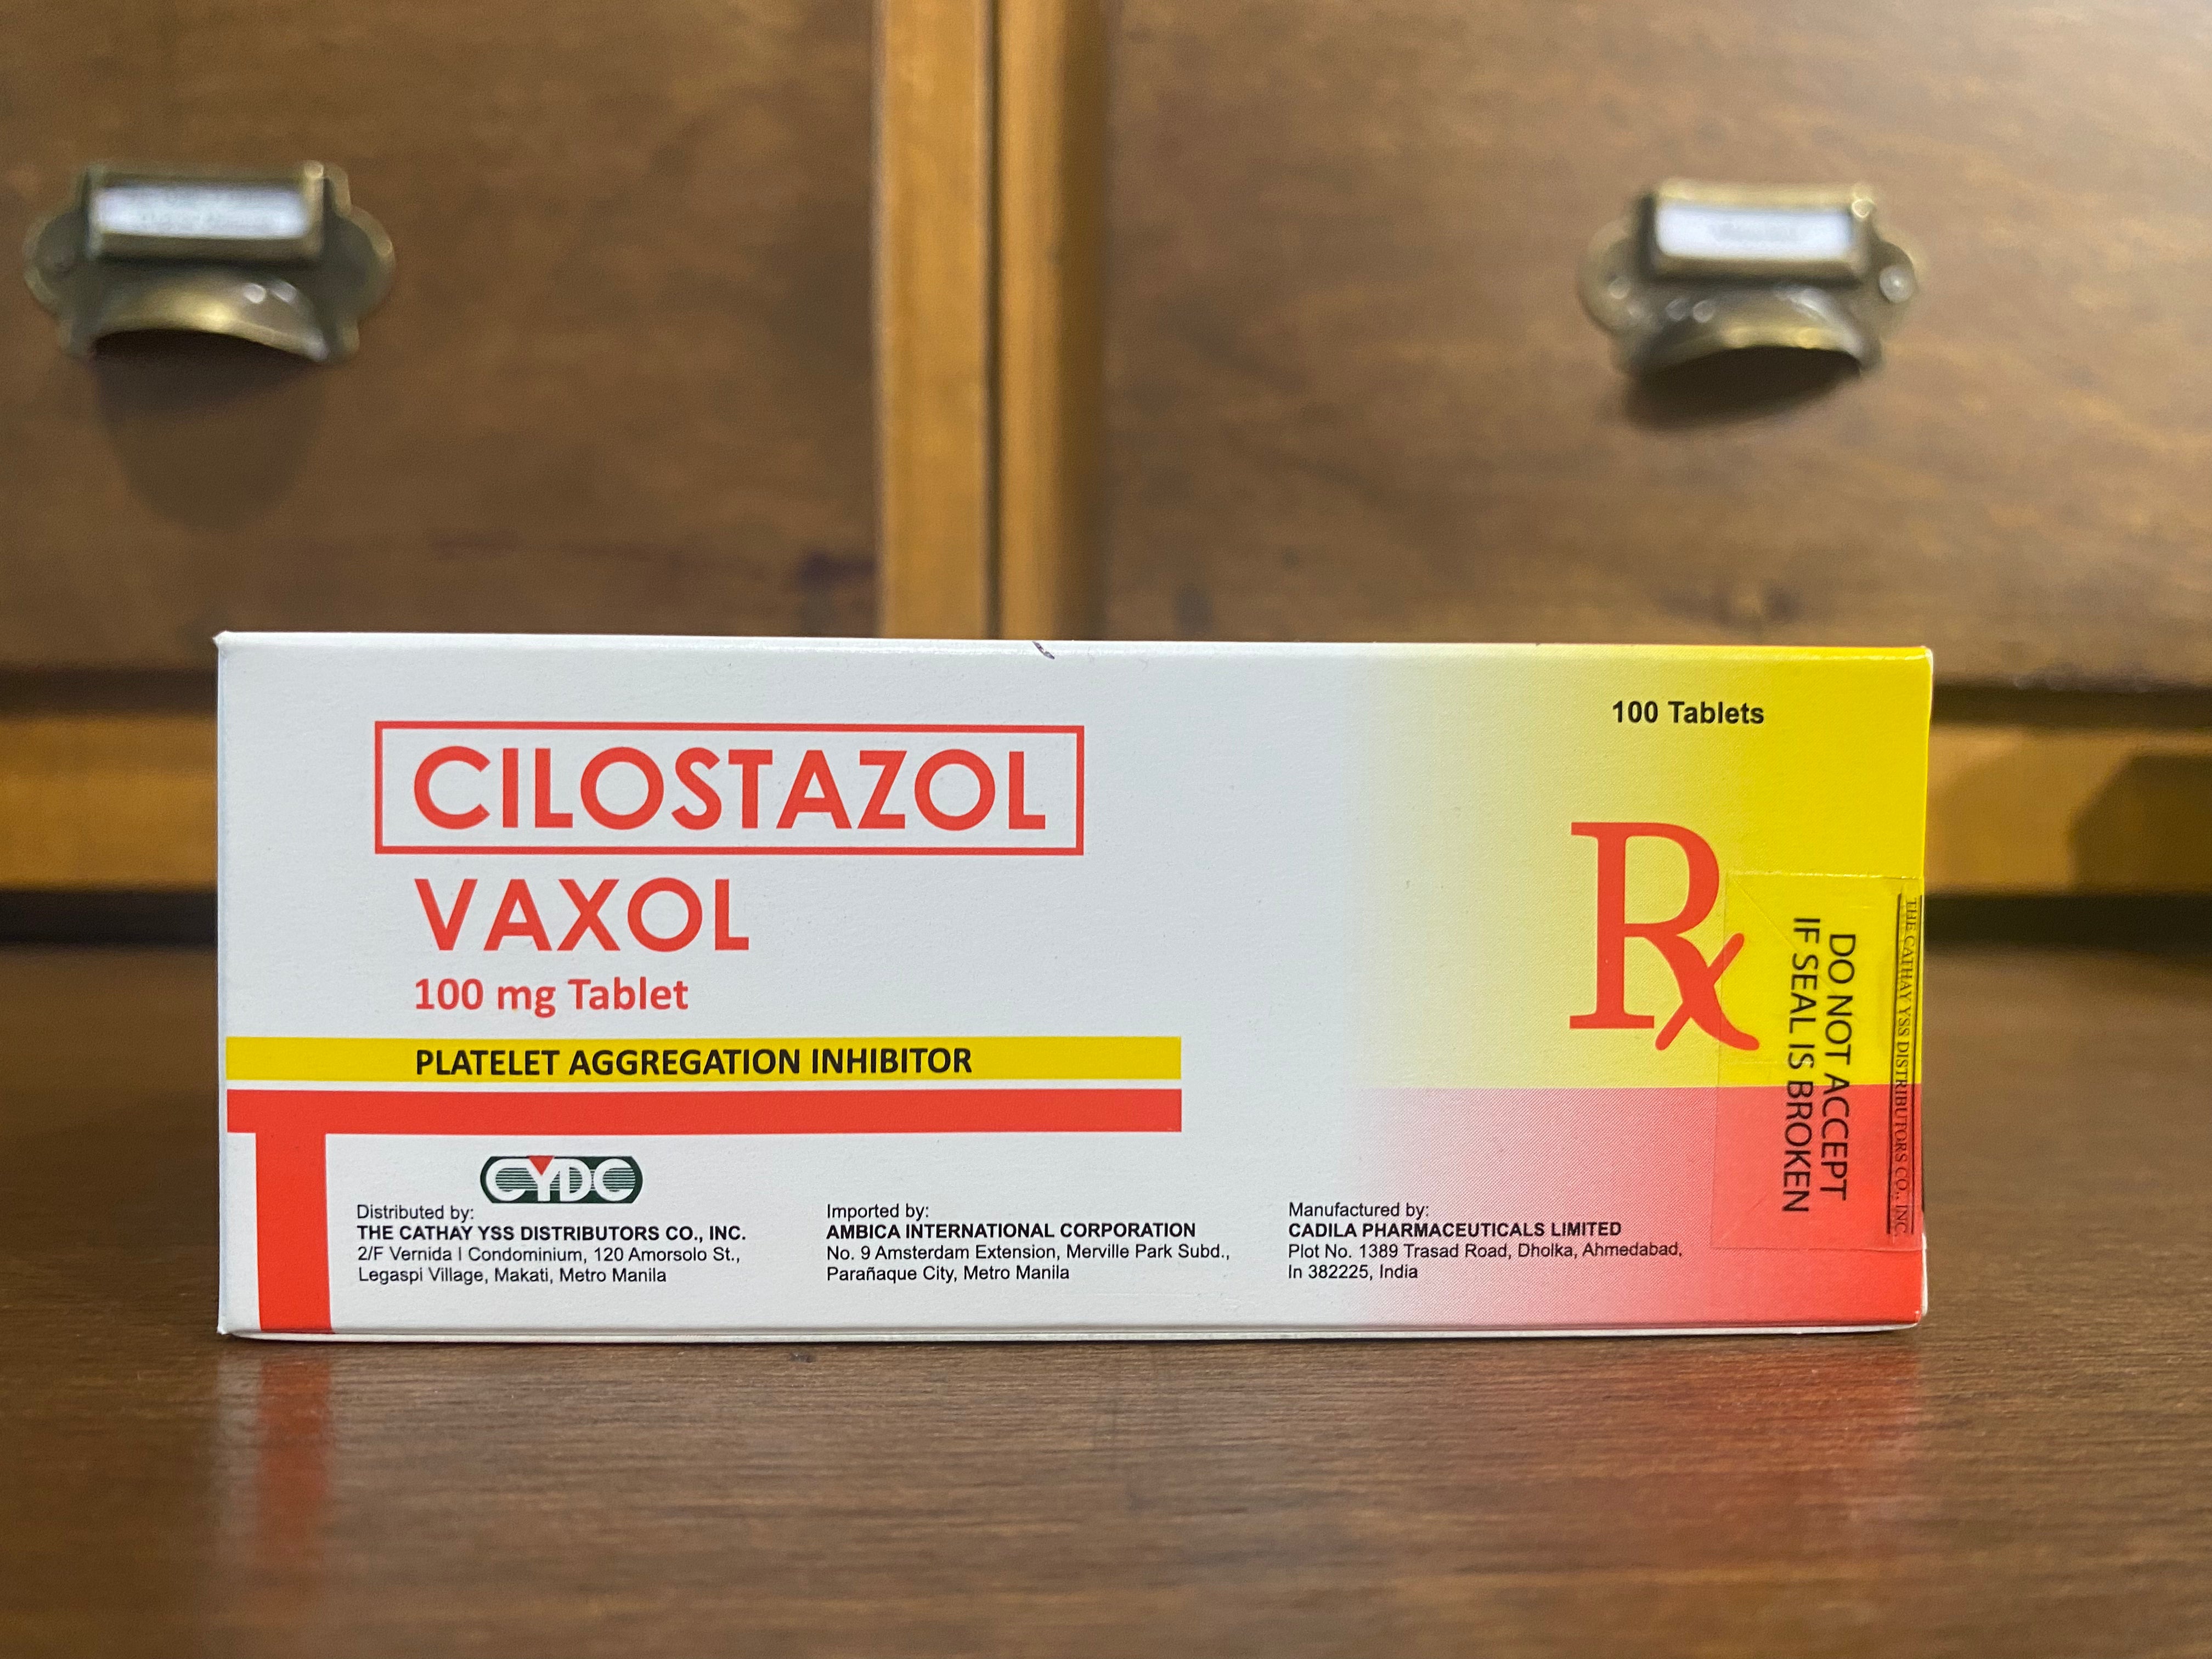 100 Tablets
CILOSTAZOL
VAXOL
100 mg Tablet
PLATELET AGGREGATION INHIBITOR
Rx
DO NOT ACCEPT
IF SEAL IS BROKEN
THE CATHAY YSS DISTRIBUTORS CO., INC.
CYDC
Distributed by:
THE CATHAY YSS DISTRIBUTORS CO., INC.
2/F Vernida I Condominium, 120 Amorsolo St.,
Legaspi Village, Makati, Metro Manila
Imported by:
AMBICA INTERNATIONAL CORPORATION
No. 9 Amsterdam Extension, Merville Park Subd.,
Parañaque City, Metro Manila
Manufactured by:
CADILA PHARMACEUTICALS LIMITED
Plot No. 1389 Trasad Road, Dholka, Ahmedabad,
In 382225, India